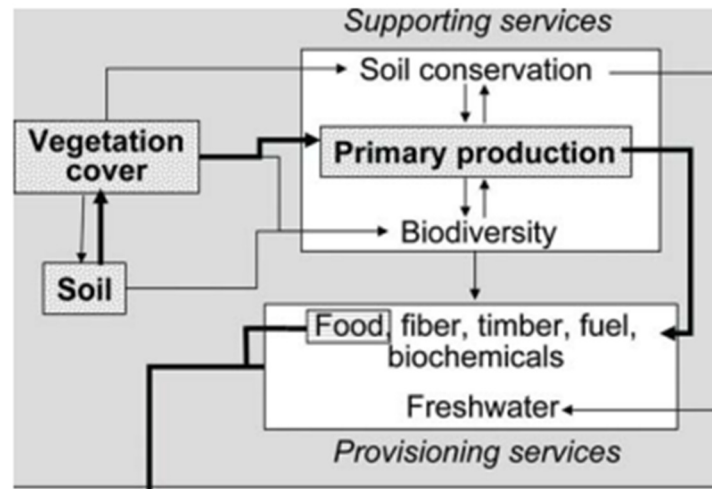 Supporting services
Soil conservation
Vegetation
cover
Primary production
Biodiversity
Soil
Food, fiber, timber, fuel,
biochemicals
Freshwater
Provisioning services